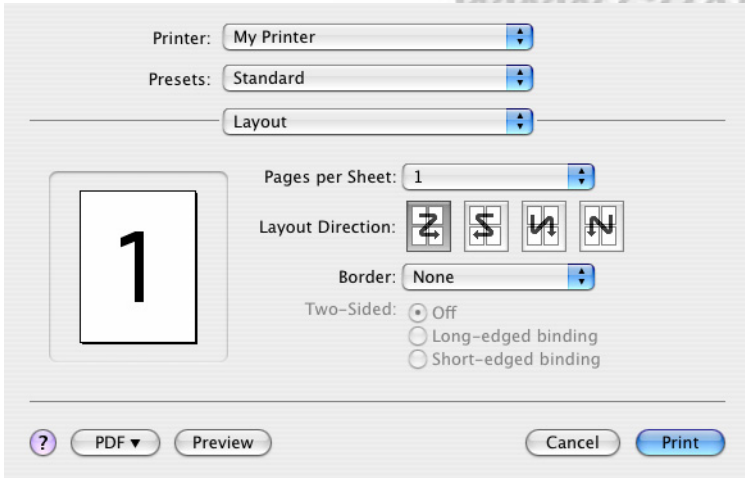 Printer: My Printer
Presets: Standard
Layout
Pages per Sheet: 1
Layout Direction:
1
Border: None
Two-Sided: Off
Long-edged binding
Short-edged binding
? PDF ▼ Preview Cancel Print